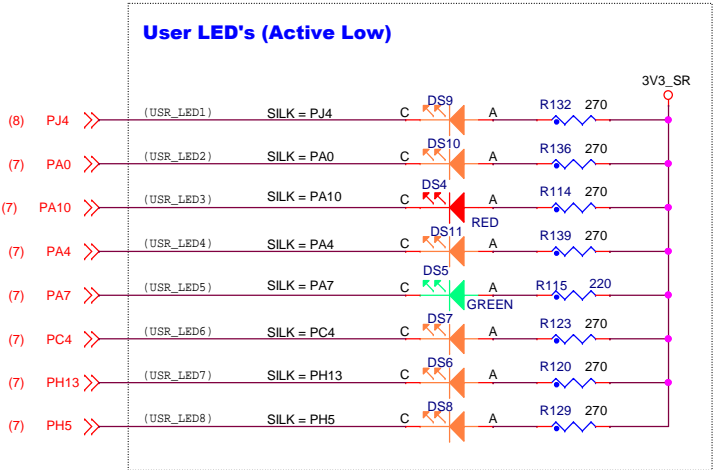 User LED's (Active Low)
3V3_SR
(8) PJ4 (USR_LED1) SILK = PJ4 C DS9 A R132 270
(7) PA0 (USR_LED2) SILK = PA0 C DS10 A R136 270
(7) PA10 (USR_LED3) SILK = PA10 C DS4 A R114 270
RED
(7) PA4 (USR_LED4) SILK = PA4 C DS11 A R139 270
(7) PA7 (USR_LED5) SILK = PA7 C DS5 A R115 220
GREEN
(7) PC4 (USR_LED6) SILK = PC4 C DS7 A R123 270
(7) PH13 (USR_LED7) SILK = PH13 C DS6 A R120 270
(7) PH5 (USR_LED8) SILK = PH5 C DS8 A R129 270